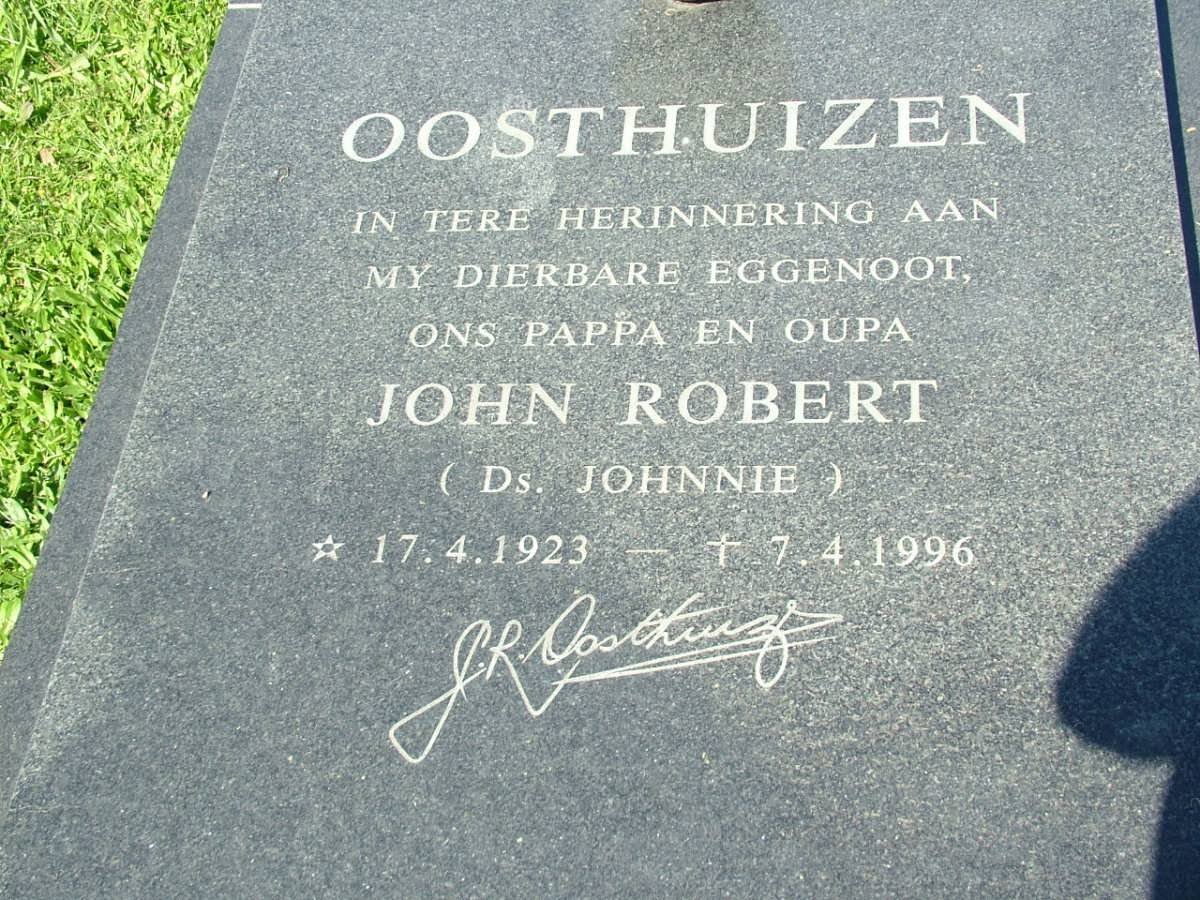 OOSTHUIZEN
IN TERE HERINNERING AAN
MY DIERBARE EGGENOOT,
ONS PAPPA EN OUPA
JOHN ROBERT
( Ds. JOHNNIE )
☆ 17.4.1923 — † 7.4.1996
J.R. Oosthuizen